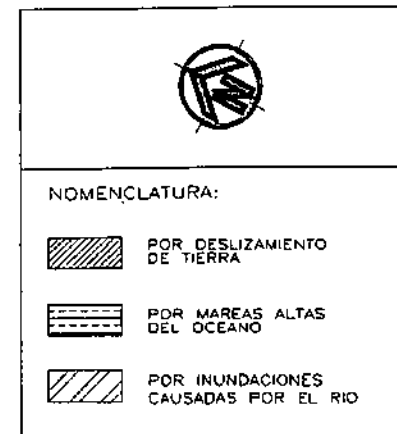 NOMENCLATURA:
POR DESLIZAMIENTO
DE TIERRA
POR MAREAS ALTAS
DEL OCEANO
POR INUNDACIONES
CAUSADAS POR EL RIO